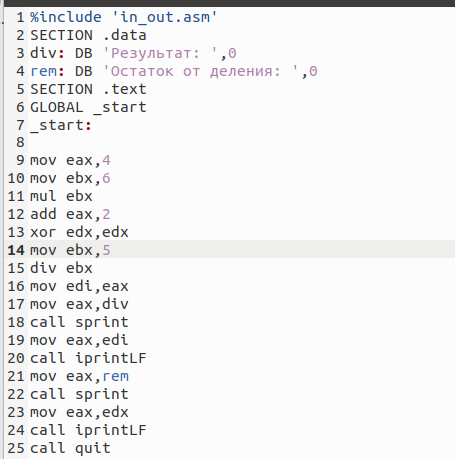 1 %include 'in_out.asm'
2 SECTION .data
3 div: DB 'Результат: ',0
4 rem: DB 'Остаток от деления: ',0
5 SECTION .text
6 GLOBAL _start
7 _start:
8
9 mov eax,4
10 mov ebx,6
11 mul ebx
12 add eax,2
13 xor edx,edx
14 mov ebx,5
15 div ebx
16 mov edi,eax
17 mov eax,div
18 call sprint
19 mov eax,edi
20 call iprintLF
21 mov eax,rem
22 call sprint
23 mov eax,edx
24 call iprintLF
25 call quit